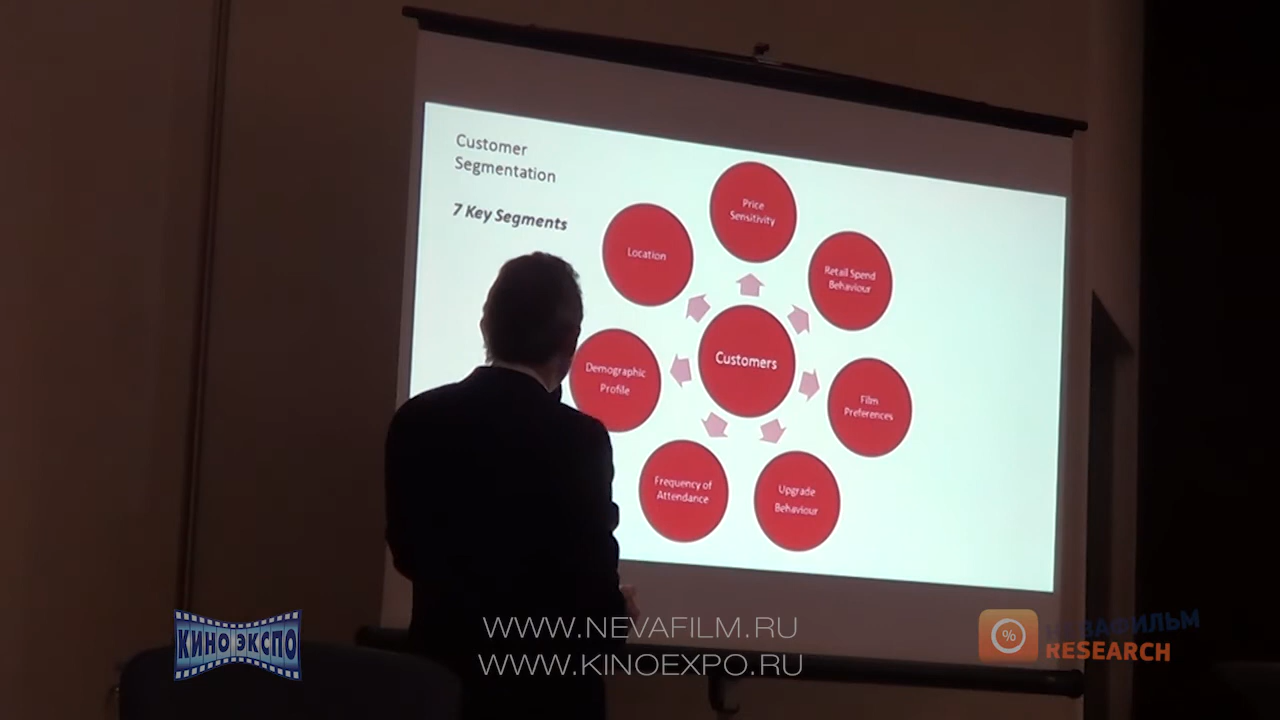 Customer
Segmentation
7 Key Segments
Price
Sensitivity
Location
Retail Spend
Behaviour
Customers
Demographic
Profile
Film
Preferences
Frequency of
Attendance
Upgrade
Behaviour
КИНО ЭКСПО
WWW.NEVAFILM.RU
WWW.KINOEXPO.RU
%
НЕВАФИЛЬМ
RESEARCH